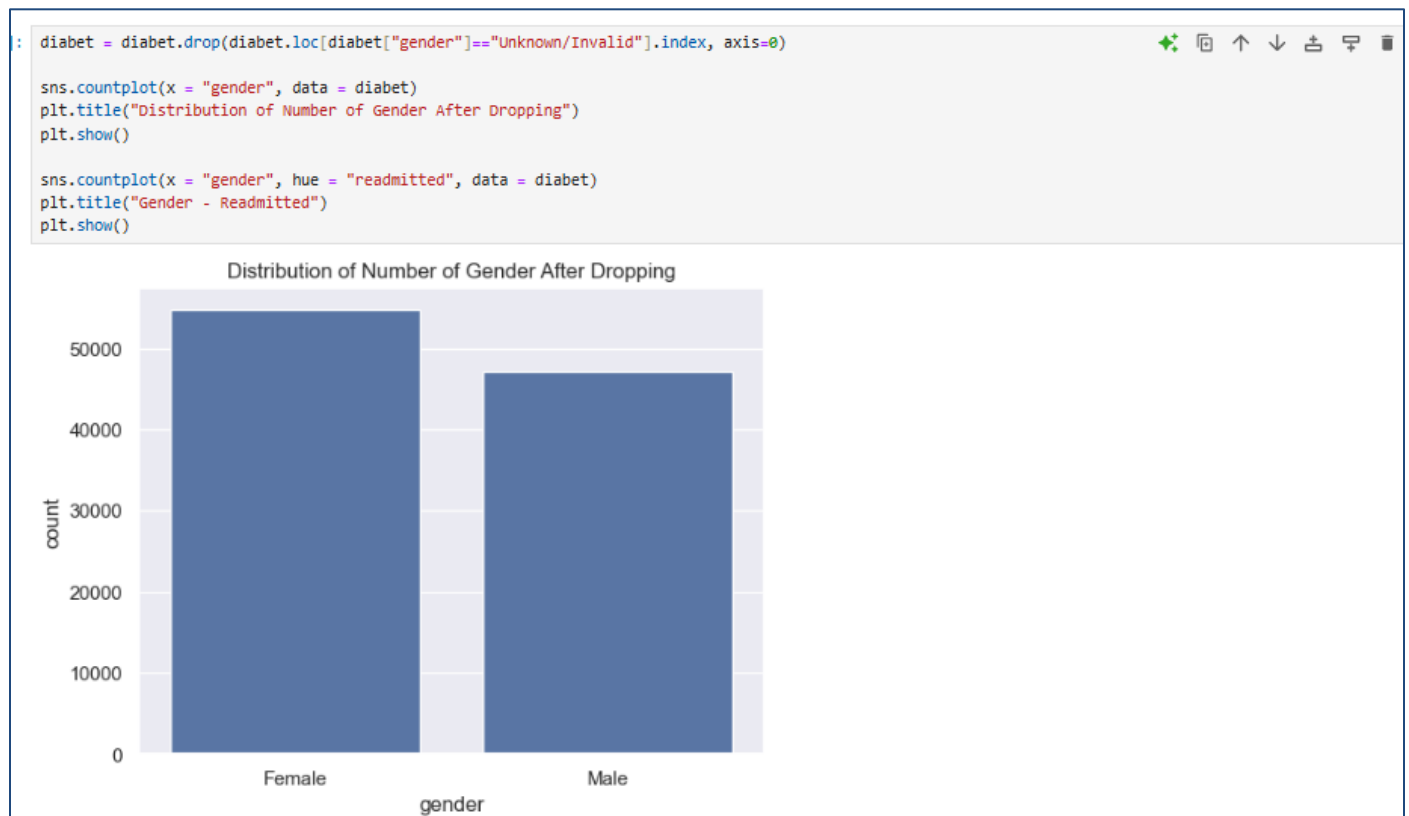 ]: diabet = diabet.drop(diabet.loc[diabet["gender"]=="Unknown/Invalid"].index, axis=0)
sns.countplot(x = "gender", data = diabet)
plt.title("Distribution of Number of Gender After Dropping")
plt.show()
sns.countplot(x = "gender", hue = "readmitted", data = diabet)
plt.title("Gender - Readmitted")
plt.show()
Distribution of Number of Gender After Dropping
50000
40000
30000
20000
10000
0
count
Female Male
gender